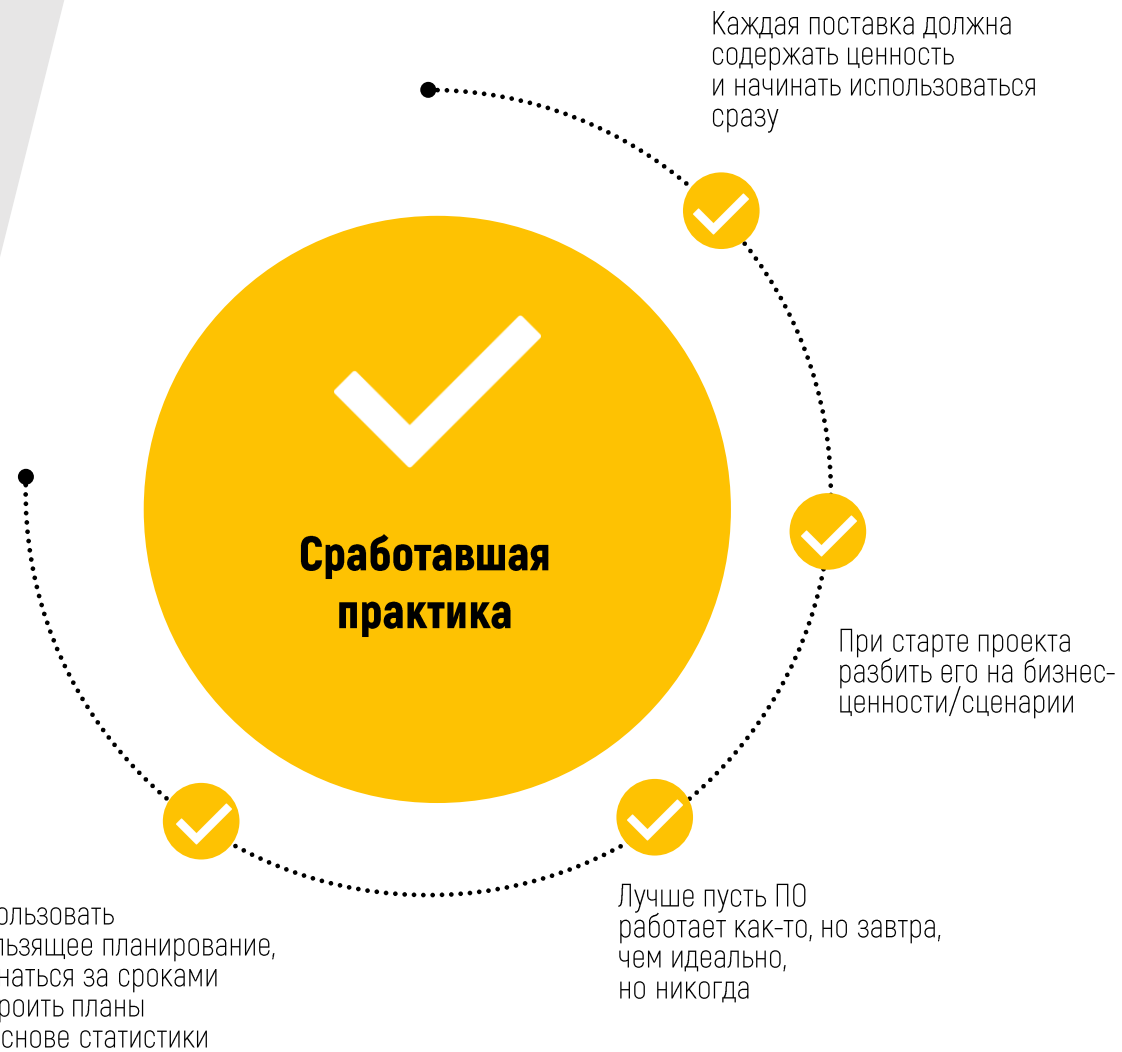 Каждая поставка должна
содержать ценность
и начинать использоваться
сразу
Сработавшая
практика
При старте проекта
разбить его на бизнес-
ценности/сценарии
Лучше пусть ПО
работает как-то, но завтра,
чем идеально,
но никогда
планирование,
за сроками
планы
статистики